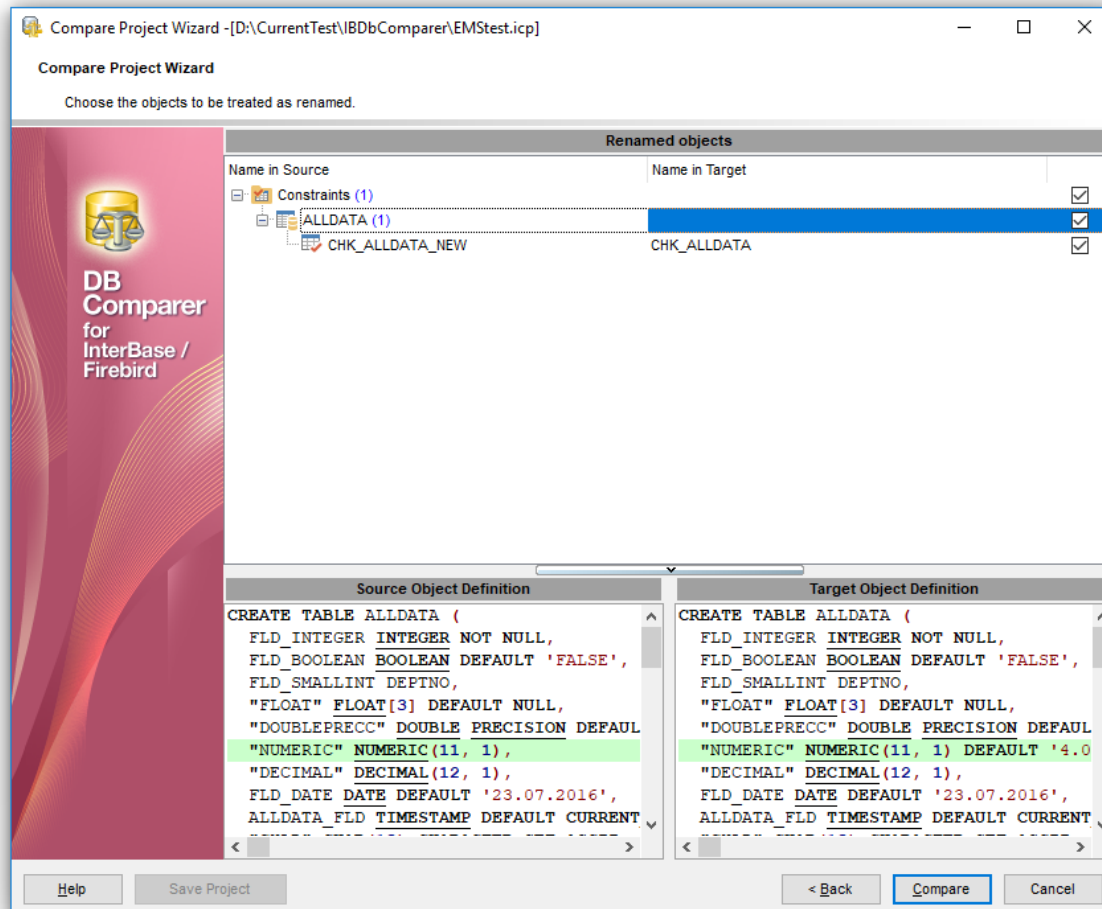 Compare Project Wizard -[D:\CurrentTest\IBDbComparer\EMStest.icp]
Compare Project Wizard
Choose the objects to be treated as renamed.
DB
Comparer
for
InterBase /
Firebird
Renamed objects
Name in Source Name in Target
Constraints (1)
ALLDATA (1)
CHK_ALLDATA_NEW CHK_ALLDATA
Source Object Definition
CREATE TABLE ALLDATA (
FLD_INTEGER INTEGER NOT NULL,
FLD_BOOLEAN BOOLEAN DEFAULT 'FALSE',
FLD_SMALLINT DEPTNO,
"FLOAT" FLOAT[3] DEFAULT NULL,
"DOUBLEPRECC" DOUBLE PRECISION DEFAUL
"NUMERIC" NUMERIC(11, 1),
"DECIMAL" DECIMAL(12, 1),
FLD_DATE DATE DEFAULT '23.07.2016',
ALLDATA_FLD TIMESTAMP DEFAULT CURRENT
Target Object Definition
CREATE TABLE ALLDATA (
FLD_INTEGER INTEGER NOT NULL,
FLD_BOOLEAN BOOLEAN DEFAULT 'FALSE',
FLD_SMALLINT DEPTNO,
"FLOAT" FLOAT[3] DEFAULT NULL,
"DOUBLEPRECC" DOUBLE PRECISION DEFAUL
"NUMERIC" NUMERIC(11, 1) DEFAULT '4.0
"DECIMAL" DECIMAL(12, 1),
FLD_DATE DATE DEFAULT '23.07.2016',
ALLDATA_FLD TIMESTAMP DEFAULT CURRENT
Help Save Project < Back Compare Cancel